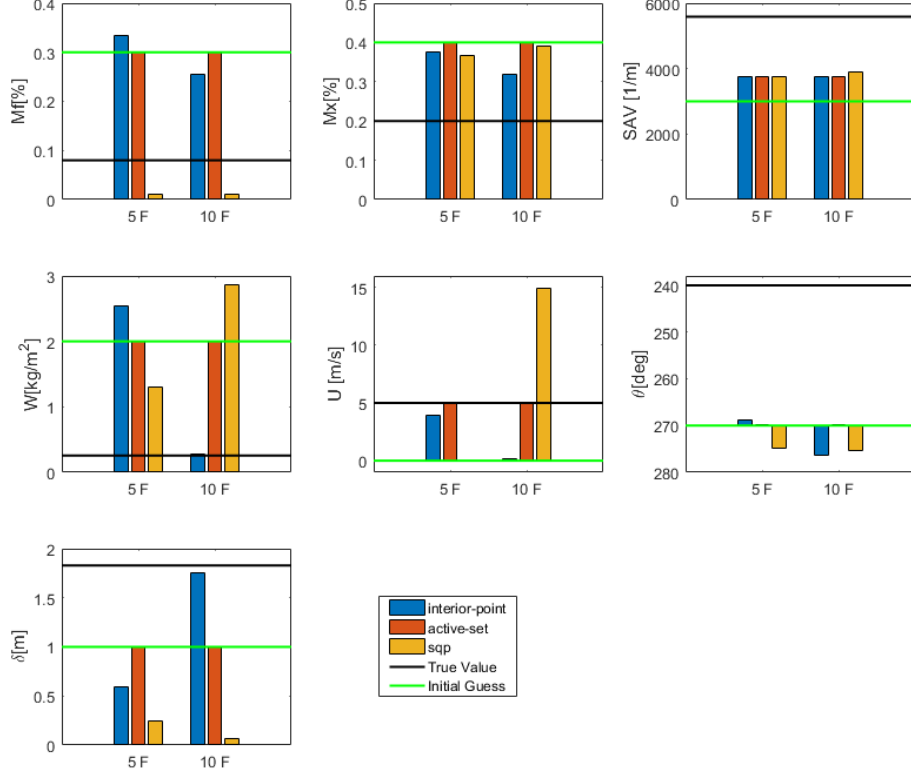 0.4
0.3
0.2
0.1
0
Mf[%]
5 F
10 F
0.5
0.4
0.3
0.2
0.1
0
Mx[%]
5 F
10 F
6000
4000
2000
0
SAV [1/m]
5 F
10 F
3
2
1
0
W[kg/m²]
5 F
10 F
15
10
5
0
U [m/s]
5 F
10 F
240
250
260
270
280
θ[deg]
5 F
10 F
2
1.5
1
0.5
0
δ[m]
5 F
10 F
interior-point
active-set
sqp
True Value
Initial Guess